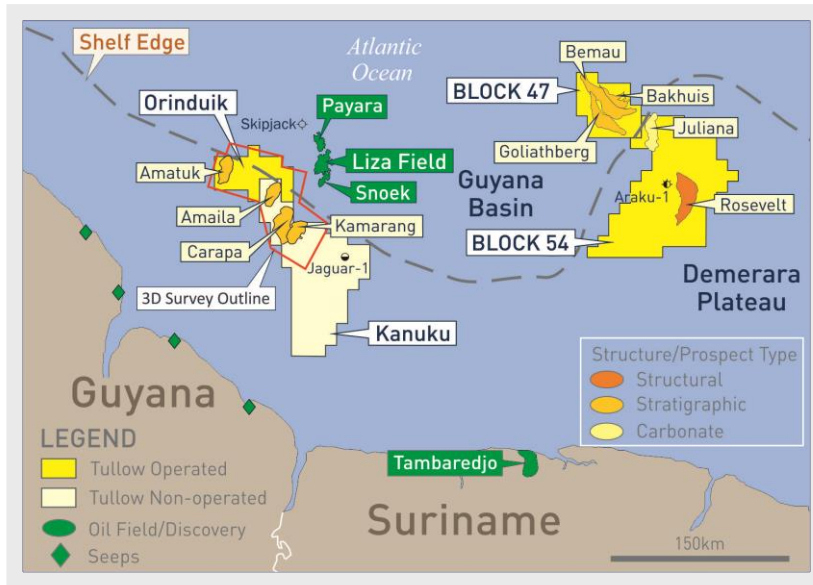 Shelf Edge
Atlantic
Ocean
Bemau
BLOCK 47
Bakhuis
Orinduik
Payara
Skipjack
Juliana
Liza Field
Goliathberg
Amatuk
Snoek
Guyana
Basin
Araku-1
Amaila
Rosevelt
Kamarang
Carapa
BLOCK 54
Jaguar-1
3D Survey Outline
Demerara
Plateau
Kanuku
Structure/Prospect Type
Structural
Stratigraphic
Carbonate
Guyana
LEGEND
Tullow Operated
Tullow Non-operated
Oil Field/Discovery
Seeps
Tambaredjo
Suriname
150km